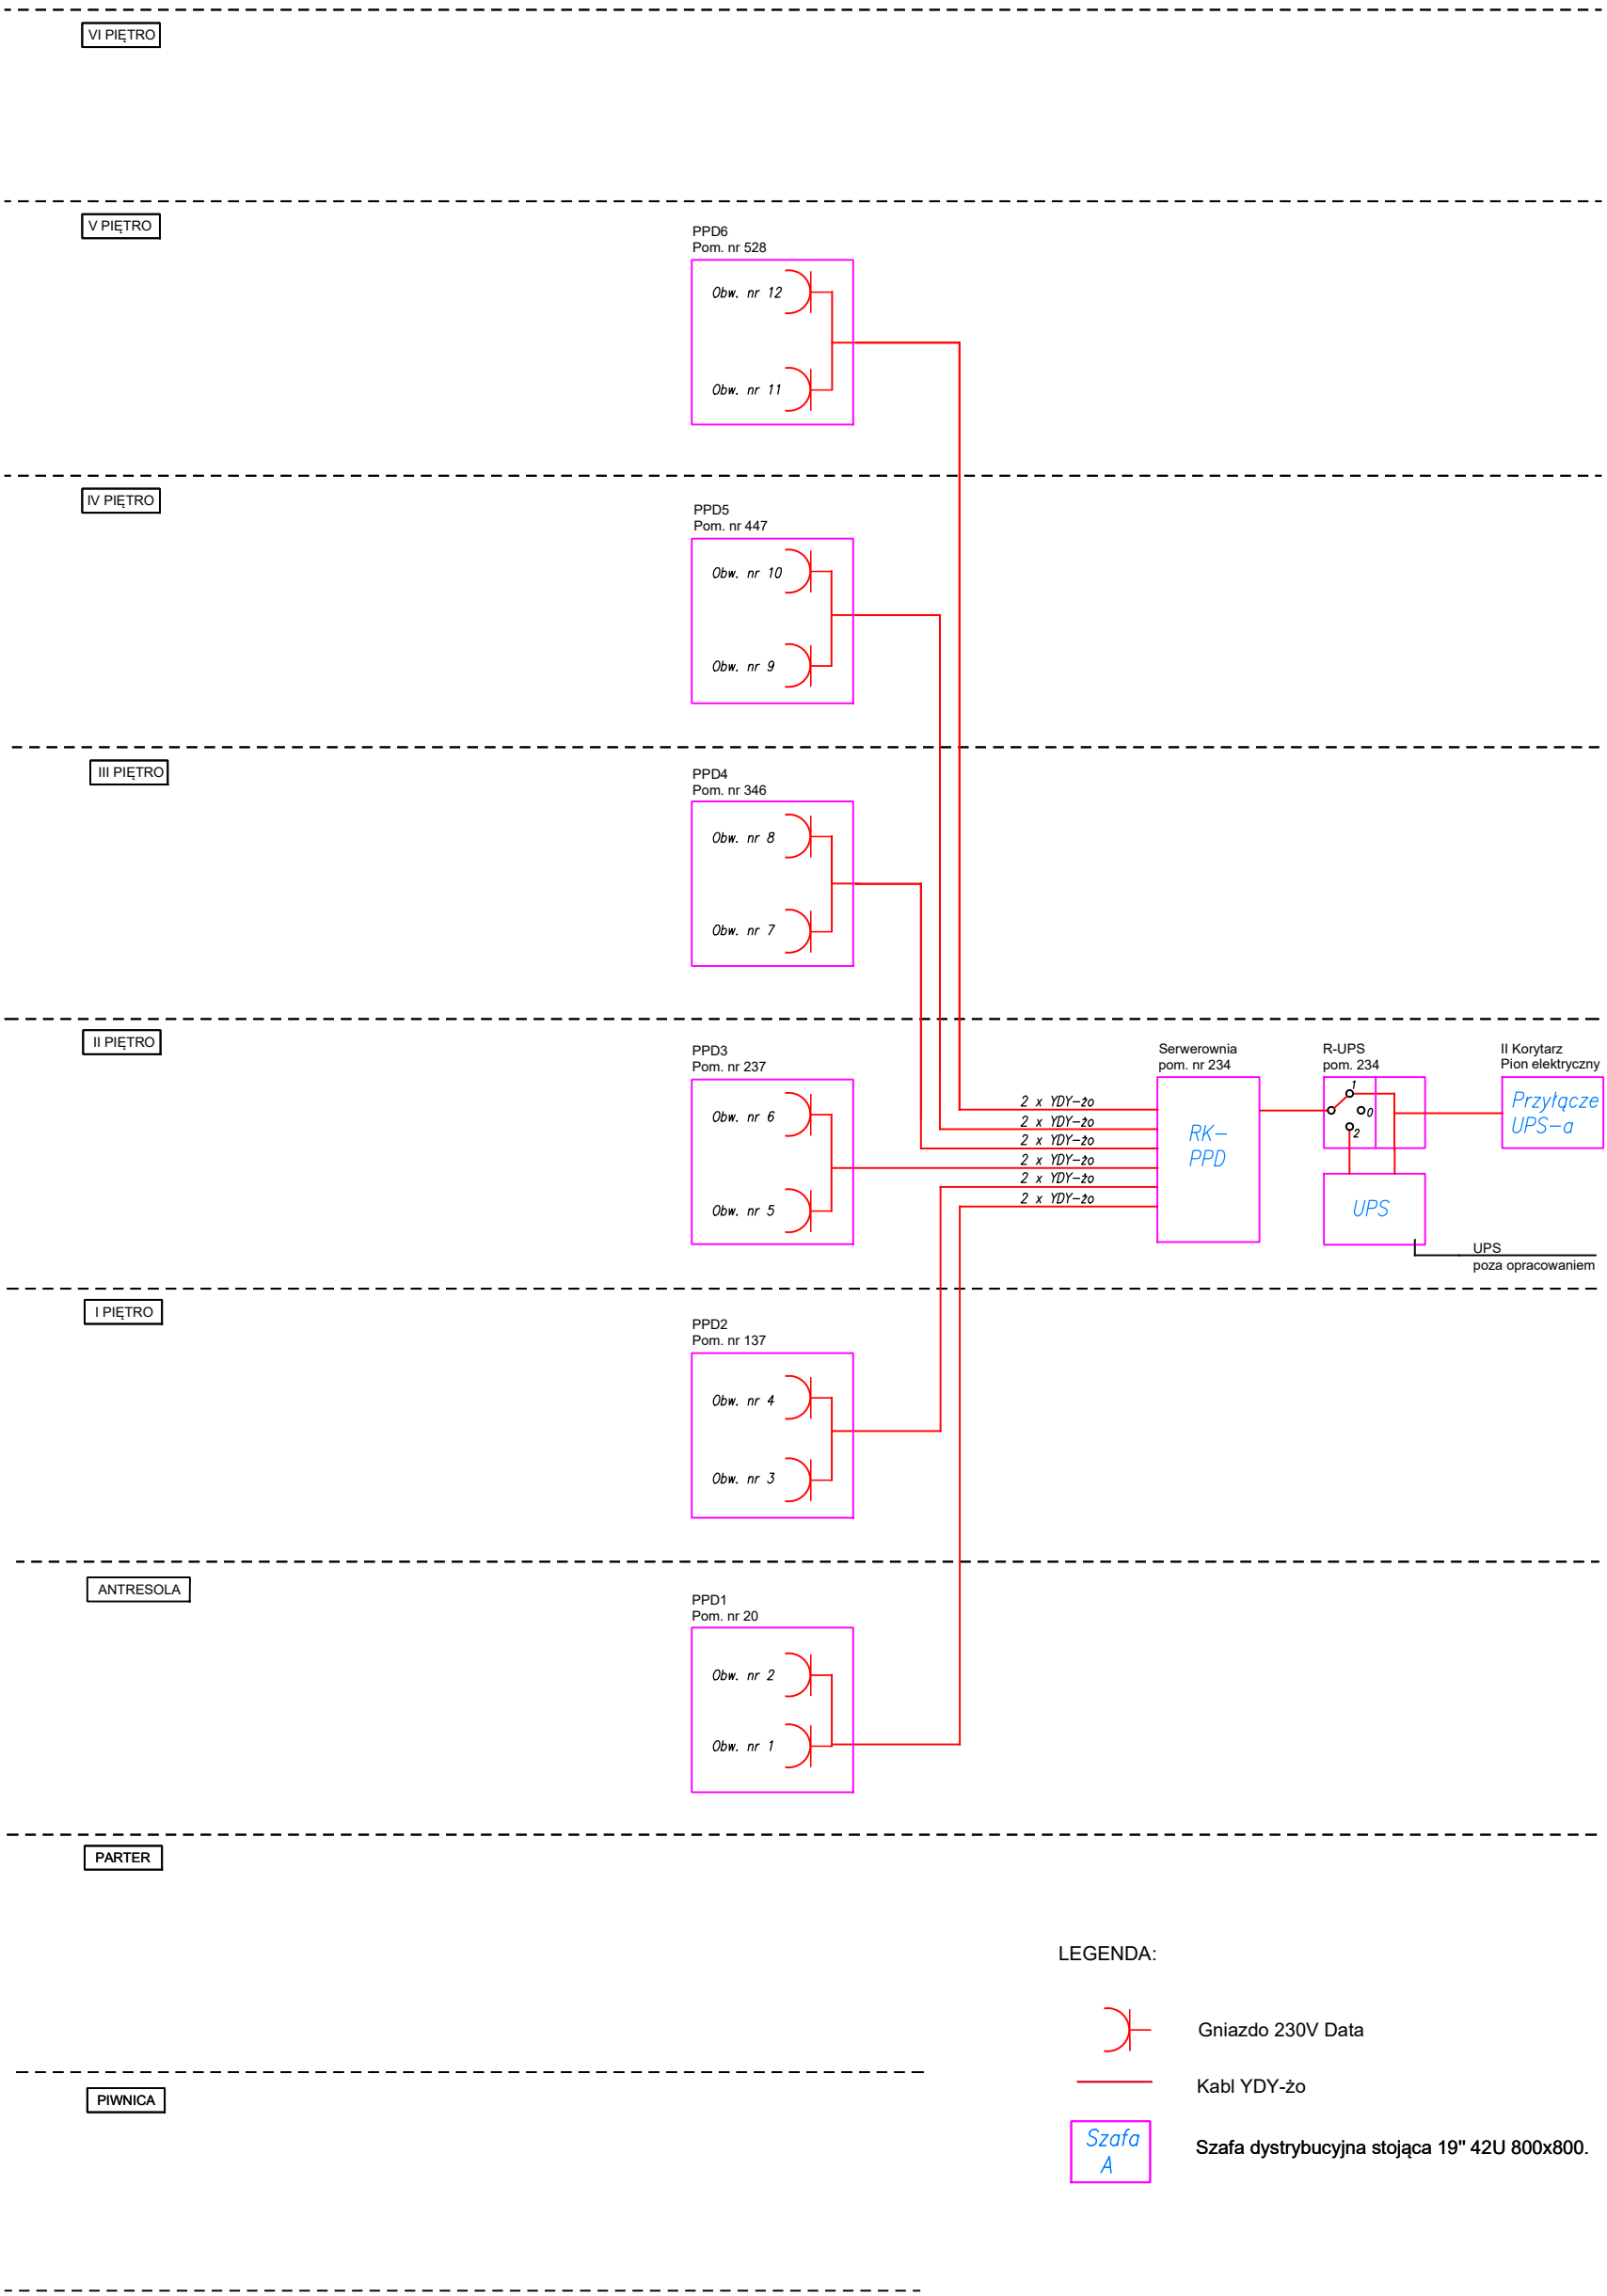 VI PIĘTRO
V PIĘTRO
PPD6
Pom. nr 528
Obw. nr 12
Obw. nr 11
IV PIĘTRO
PPD5
Pom. nr 447
Obw. nr 10
Obw. nr 9
III PIĘTRO
PPD4
Pom. nr 346
Obw. nr 8
Obw. nr 7
II PIĘTRO
PPD3
Pom. nr 237
Obw. nr 6
Obw. nr 5
2 x YDY-żo
2 x YDY-żo
2 x YDY-żo
2 x YDY-żo
2 x YDY-żo
2 x YDY-żo
Serwerownia
pom. nr 234
RK-
PPD
R-UPS
pom. 234
1
0
2
UPS
II Korytarz
Pion elektryczny
Przyłącze
UPS-a
UPS
poza opracowaniem
I PIĘTRO
PPD2
Pom. nr 137
Obw. nr 4
Obw. nr 3
ANTRESOLA
PPD1
Pom. nr 20
Obw. nr 2
Obw. nr 1
PARTER
LEGENDA:
Gniazdo 230V Data
Kabl YDY-żo
PIWNICA
Szafa
A
Szafa dystrybucyjna stojąca 19" 42U 800x800.